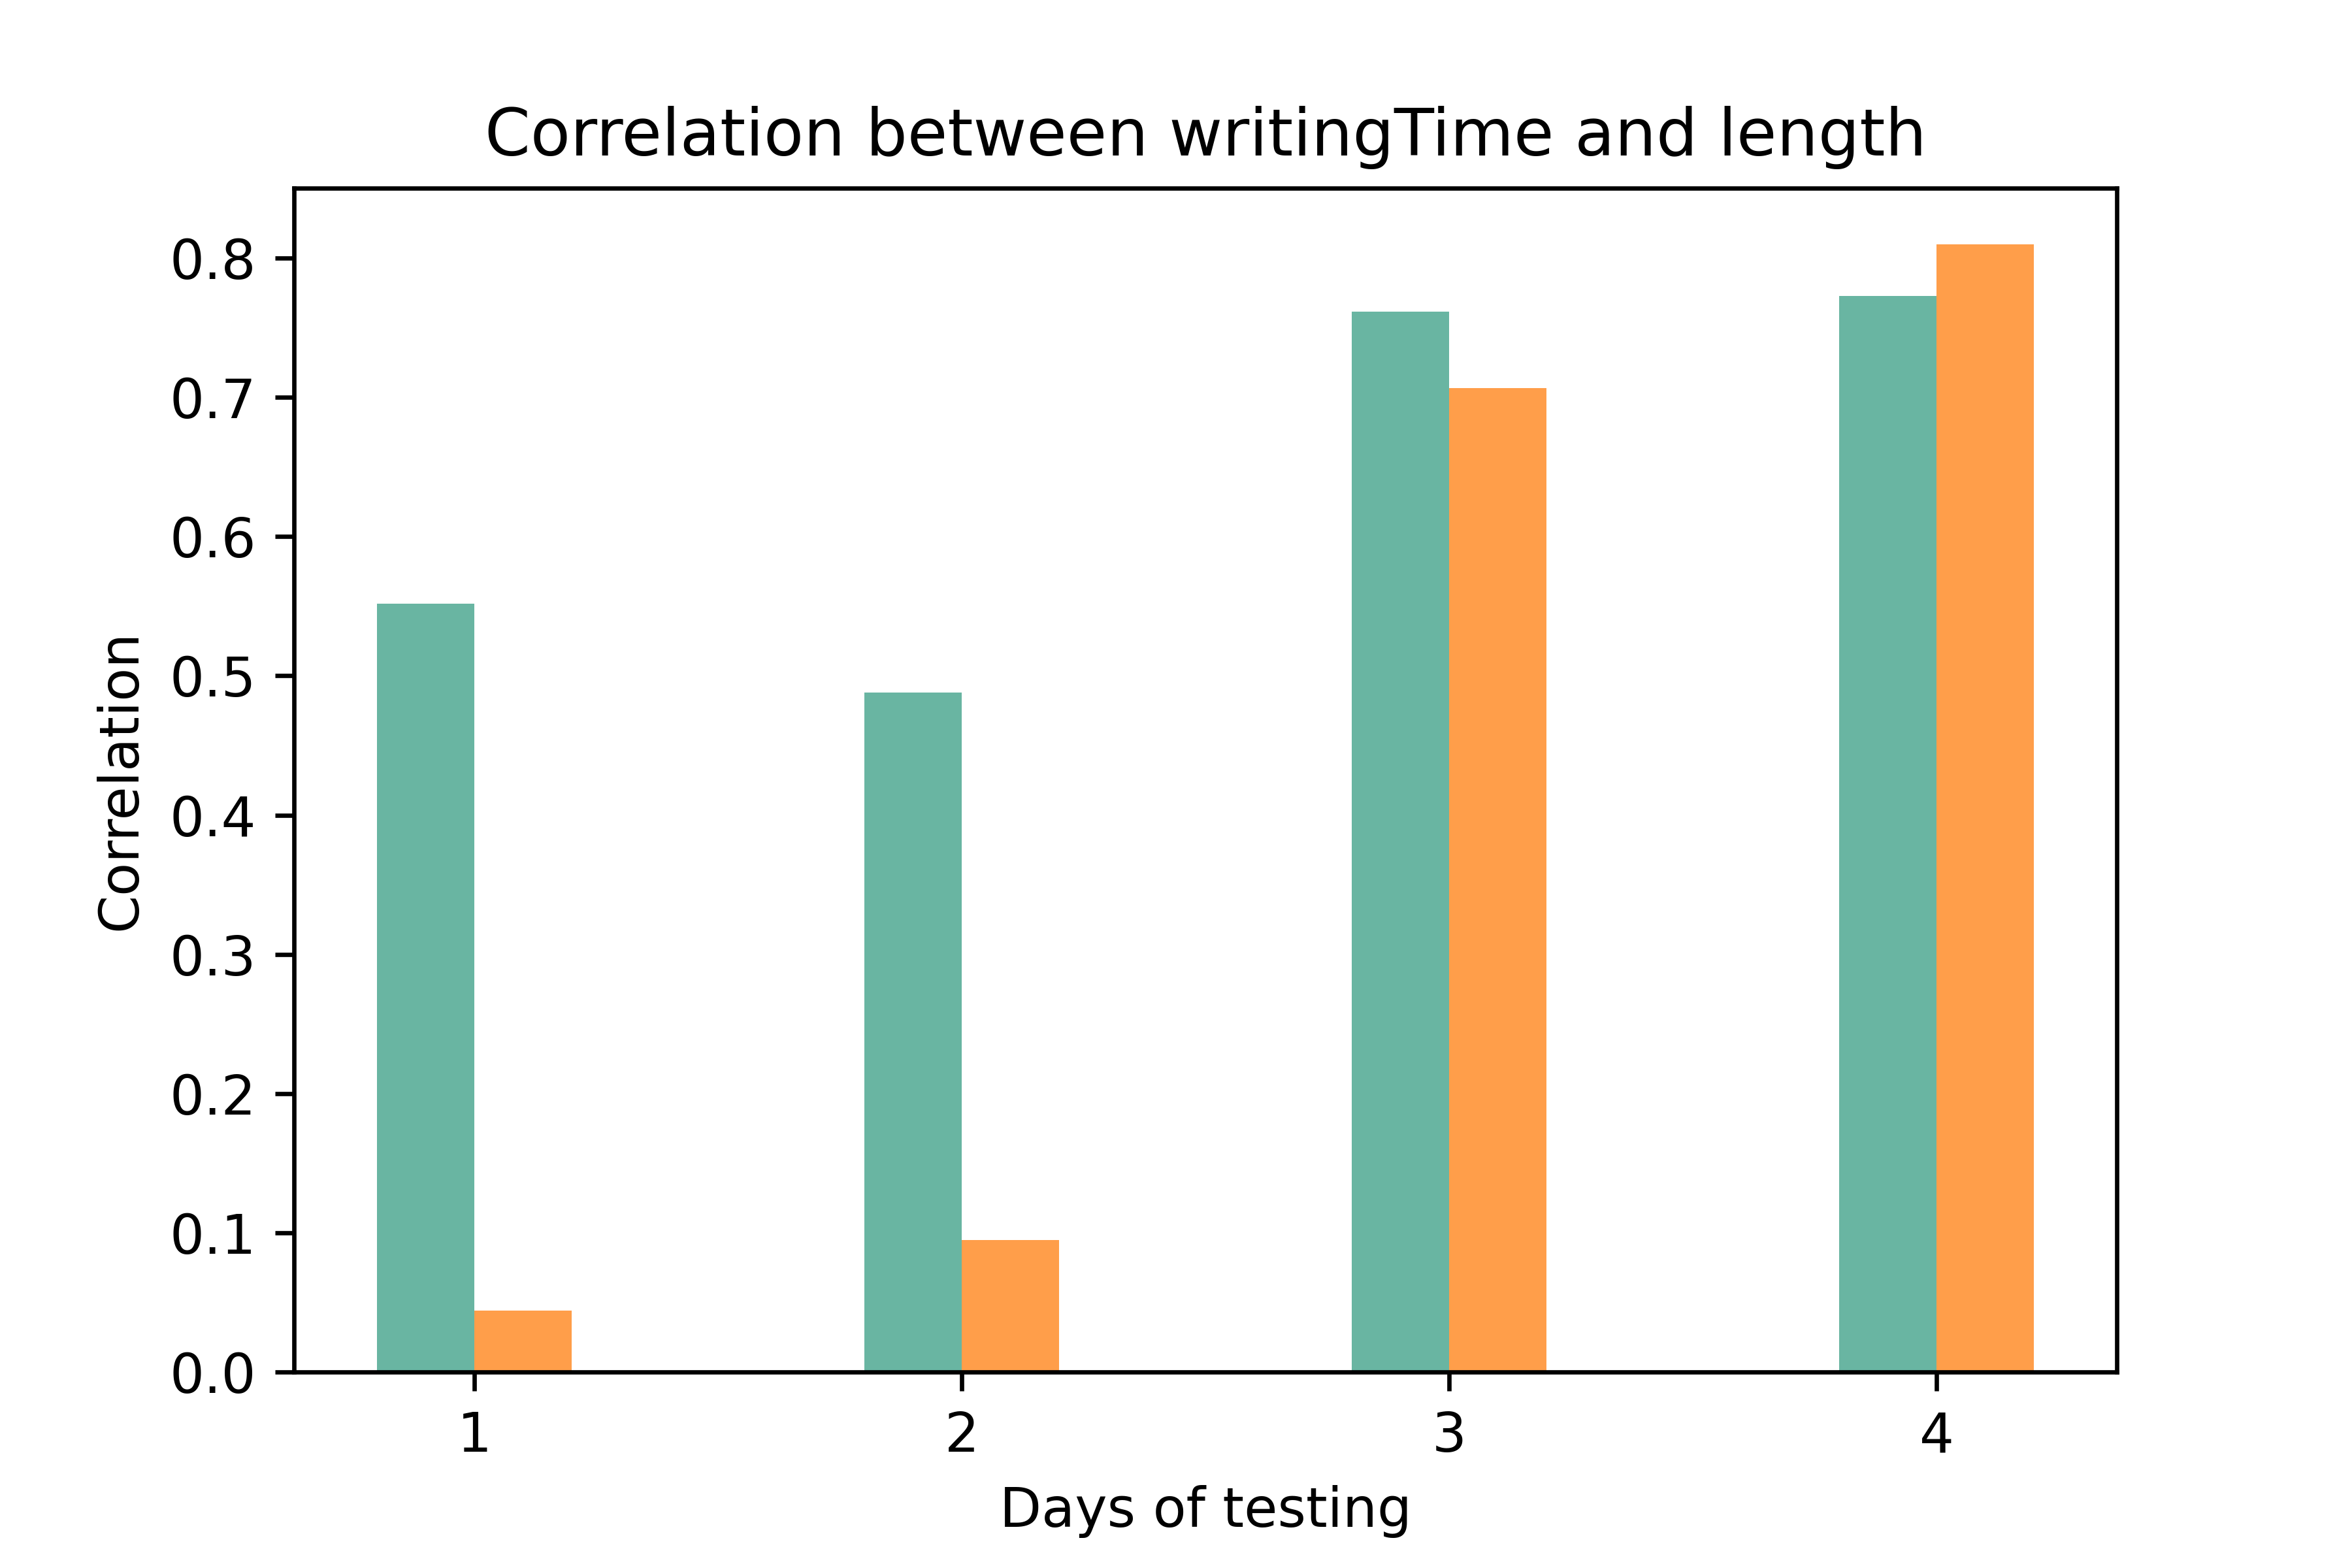 Correlation between writingTime and length
0.8
0.7
0.6
0.5
0.4
0.3
0.2
0.1
0.0
Correlation
1 2 3 4
Days of testing